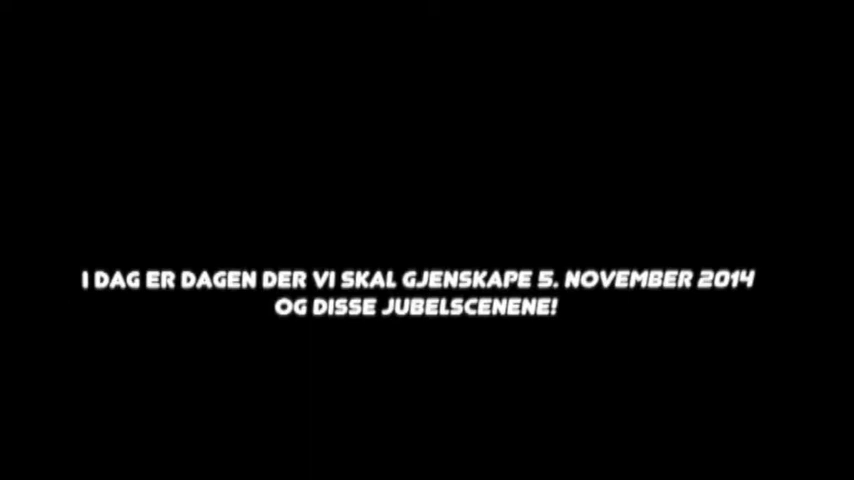 I DAG ER DAGEN DER VI SKAL GJENSKAPE 5. NOVEMBER 2014
OG DISSE JUBELSCENENE!